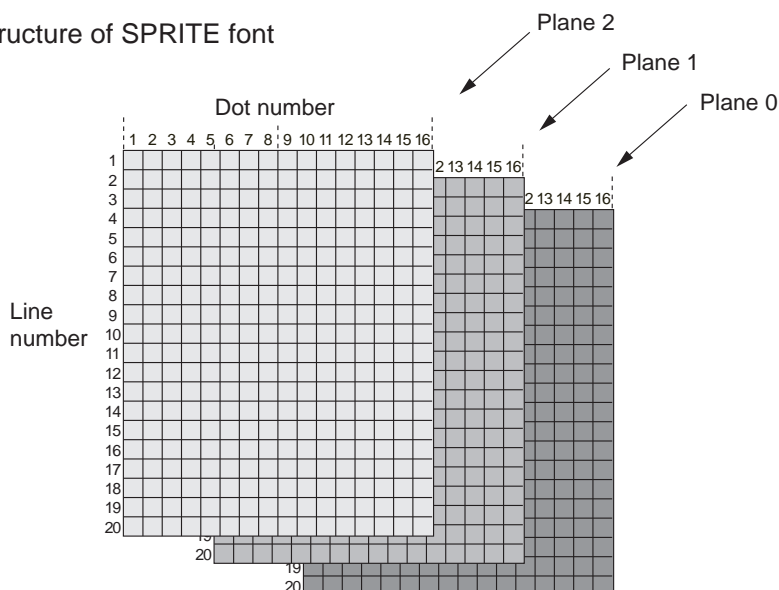 ructure of SPRITE font
Plane 2
Plane 1
Plane 0
Dot number
1 2 3 4 5 6 7 8 9 10 11 12 13 14 15 16
2 13 14 15 16
2 13 14 15 16
Line
number
1
2
3
4
5
6
7
8
9
10
11
12
13
14
15
16
17
18
19
20
19
20
19
20